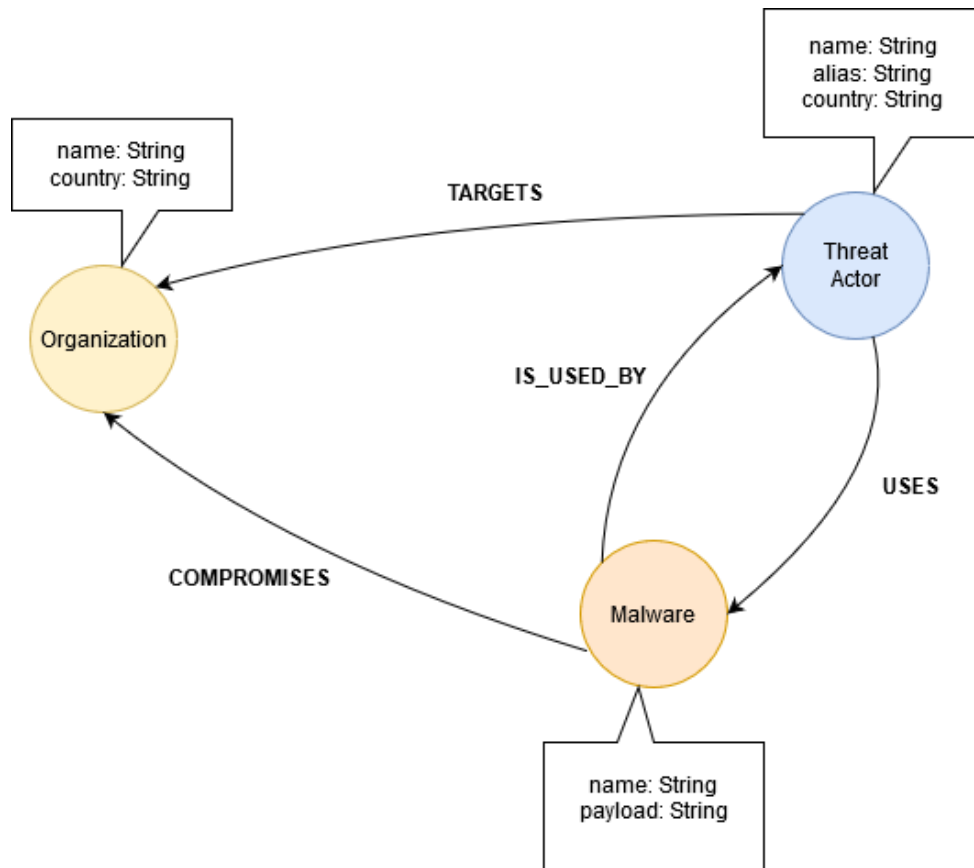 name: String
alias: String
country: String
name: String
country: String
TARGETS
Threat
Actor
Organization
IS_USED_BY
USES
COMPROMISES
Malware
name: String
payload: String